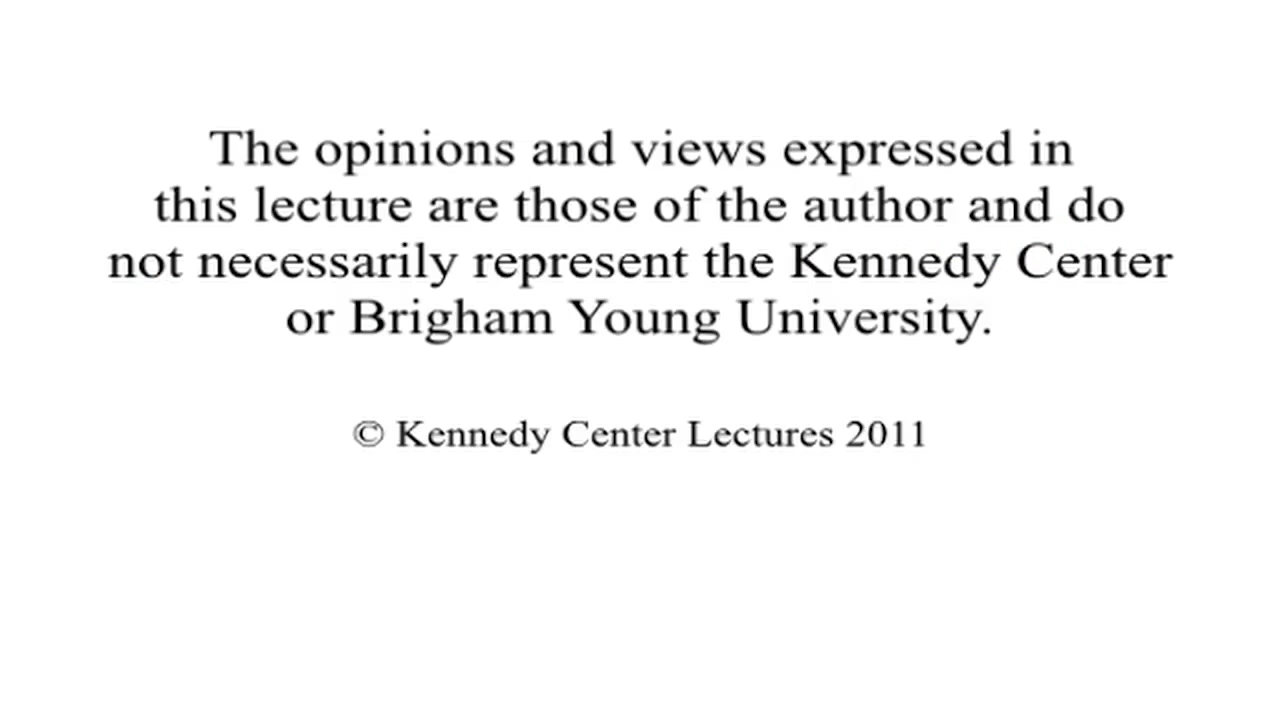 The opinions and views expressed in
this lecture are those of the author and do
not necessarily represent the Kennedy Center
or Brigham Young University.
© Kennedy Center Lectures 2011